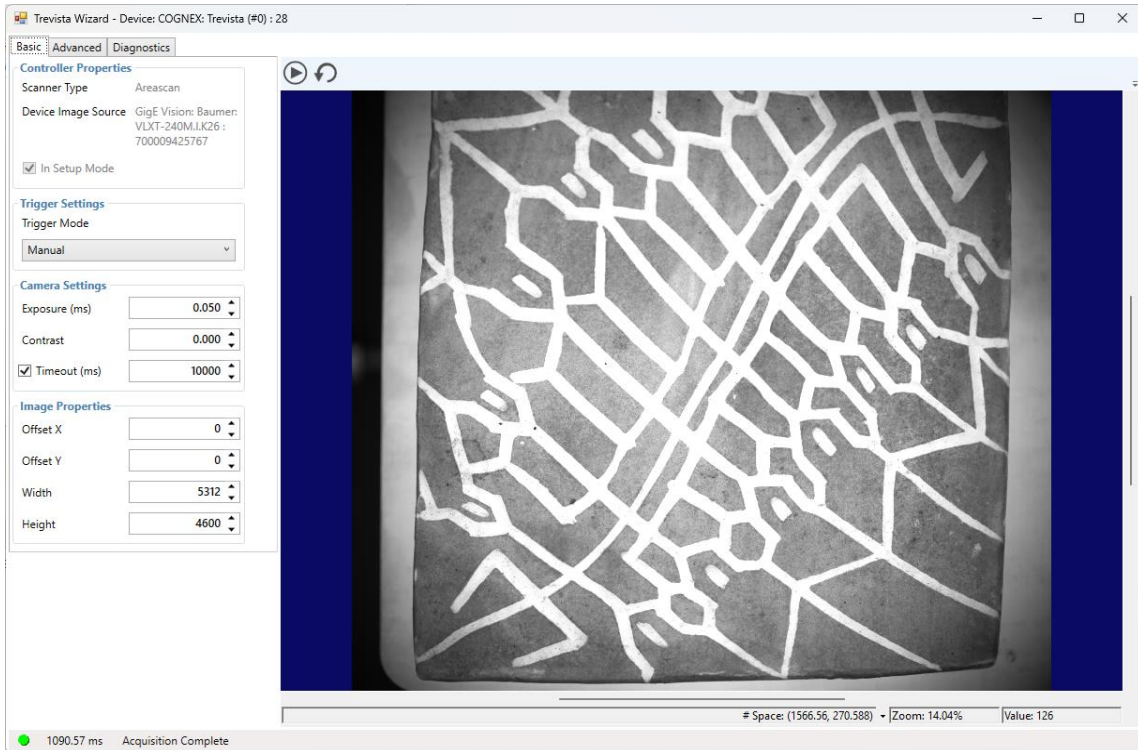 Trevista Wizard - Device: COGNEX: Trevista (#0) : 28
Basic Advanced Diagnostics
Controller Properties
Scanner Type Areascan
Device Image Source GigE Vision: Baumer:
VLXT-240M.I.K26 :
700009425767
In Setup Mode
Trigger Settings
Trigger Mode
Manual
Camera Settings
Exposure (ms) 0.050
Contrast 0.000
Timeout (ms) 10000
Image Properties
Offset X 0
Offset Y 0
Width 5312
Height 4600
# Space: (1566.56, 270.588) Zoom: 14.04% Value: 126
1090.57 ms Acquisition Complete